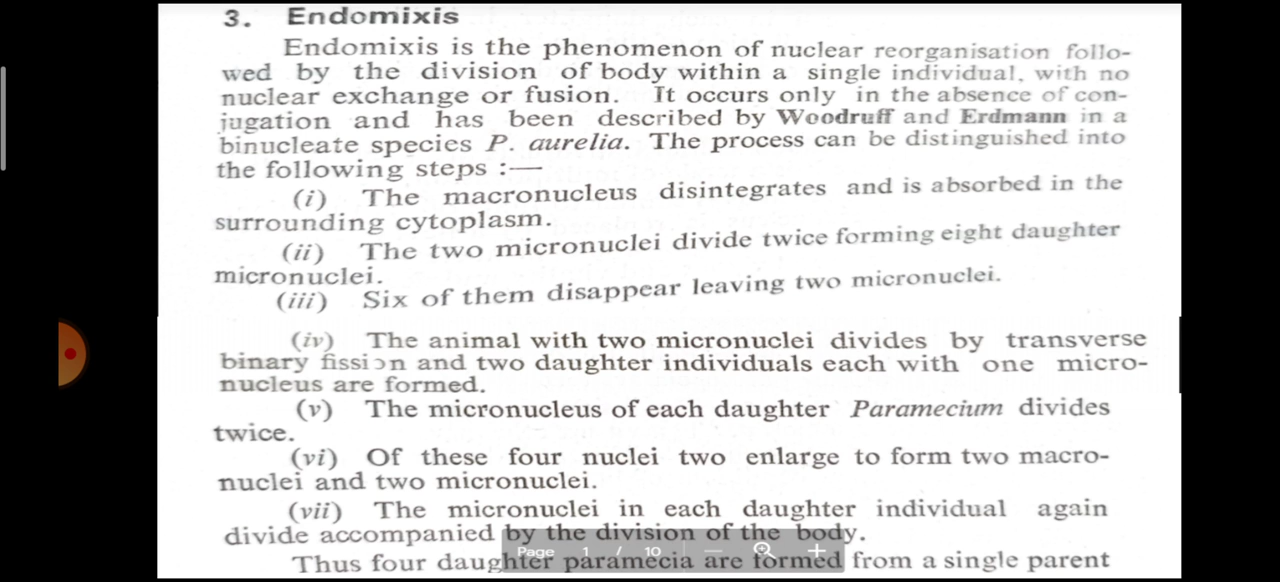 3. Endomixis
Endomixis is the phenomenon of nuclear reorganisation follo-
wed by the division of body within a single individual, with no
nuclear exchange or fusion. It occurs only in the absence of con-
jugation and has been described by Woodruff and Erdmann in a
binucleate species P. aurelia. The process can be distinguished into
the following steps :—
(i) The macronucleus disintegrates and is absorbed in the
surrounding cytoplasm.
(ii) The two micronuclei divide twice forming eight daughter
micronuclei.
(iii) Six of them disappear leaving two micronuclei.
(iv) The animal with two micronuclei divides by transverse
binary fission and two daughter individuals each with one micro-
nucleus are formed.
(v) The micronucleus of each daughter Paramecium divides
twice.
(vi) Of these four nuclei two enlarge to form two macro-
nuclei and two micronuclei.
(vii) The micronuclei in each daughter individual again
divide accompanied by the division of the body.
Page 1 / 10
Thus four daughter paramecia are formed from a single parent